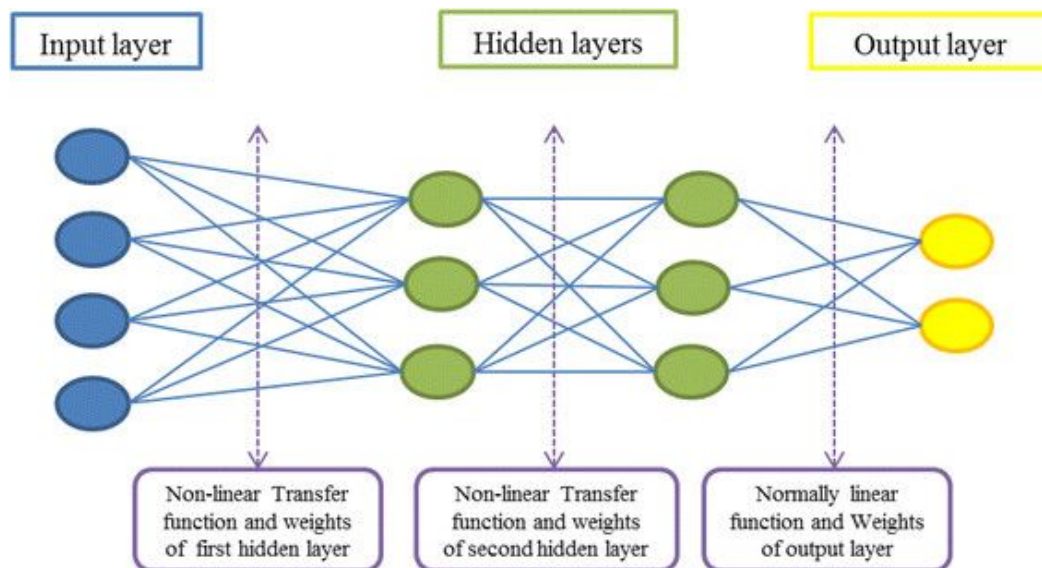 Input layer
Hidden layers
Output layer
Non-linear Transfer
function and weights
of first hidden layer
Non-linear Transfer
function and weights
of second hidden layer
Normally linear
function and Weights
of output layer